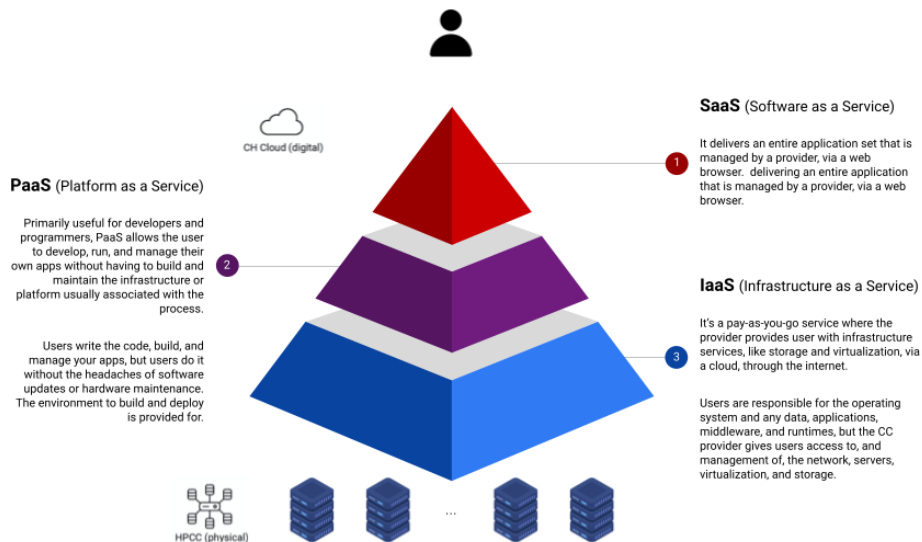 CH Cloud (digital)
SaaS (Software as a Service)
It delivers an entire application set that is
managed by a provider, via a web
browser.  delivering an entire application
that is managed by a provider, via a web
browser.
1
PaaS (Platform as a Service)
Primarily useful for developers and
programmers, PaaS allows the user
to develop, run, and manage their
own apps without having to build and
maintain the infrastructure or
platform usually associated with the
process.
Users write the code, build, and
manage your apps, but users do it
without the headaches of software
updates or hardware maintenance.
The environment to build and deploy
is provided for.
2
IaaS (Infrastructure as a Service)
It's a pay-as-you-go service where the
provider provides user with infrastructure
services, like storage and virtualization, via
a cloud, through the internet.
Users are responsible for the operating
system and any data, applications,
middleware, and runtimes, but the CC
provider gives users access to, and
management of, the network, servers,
virtualization, and storage.
3
HPCC (physical)
...